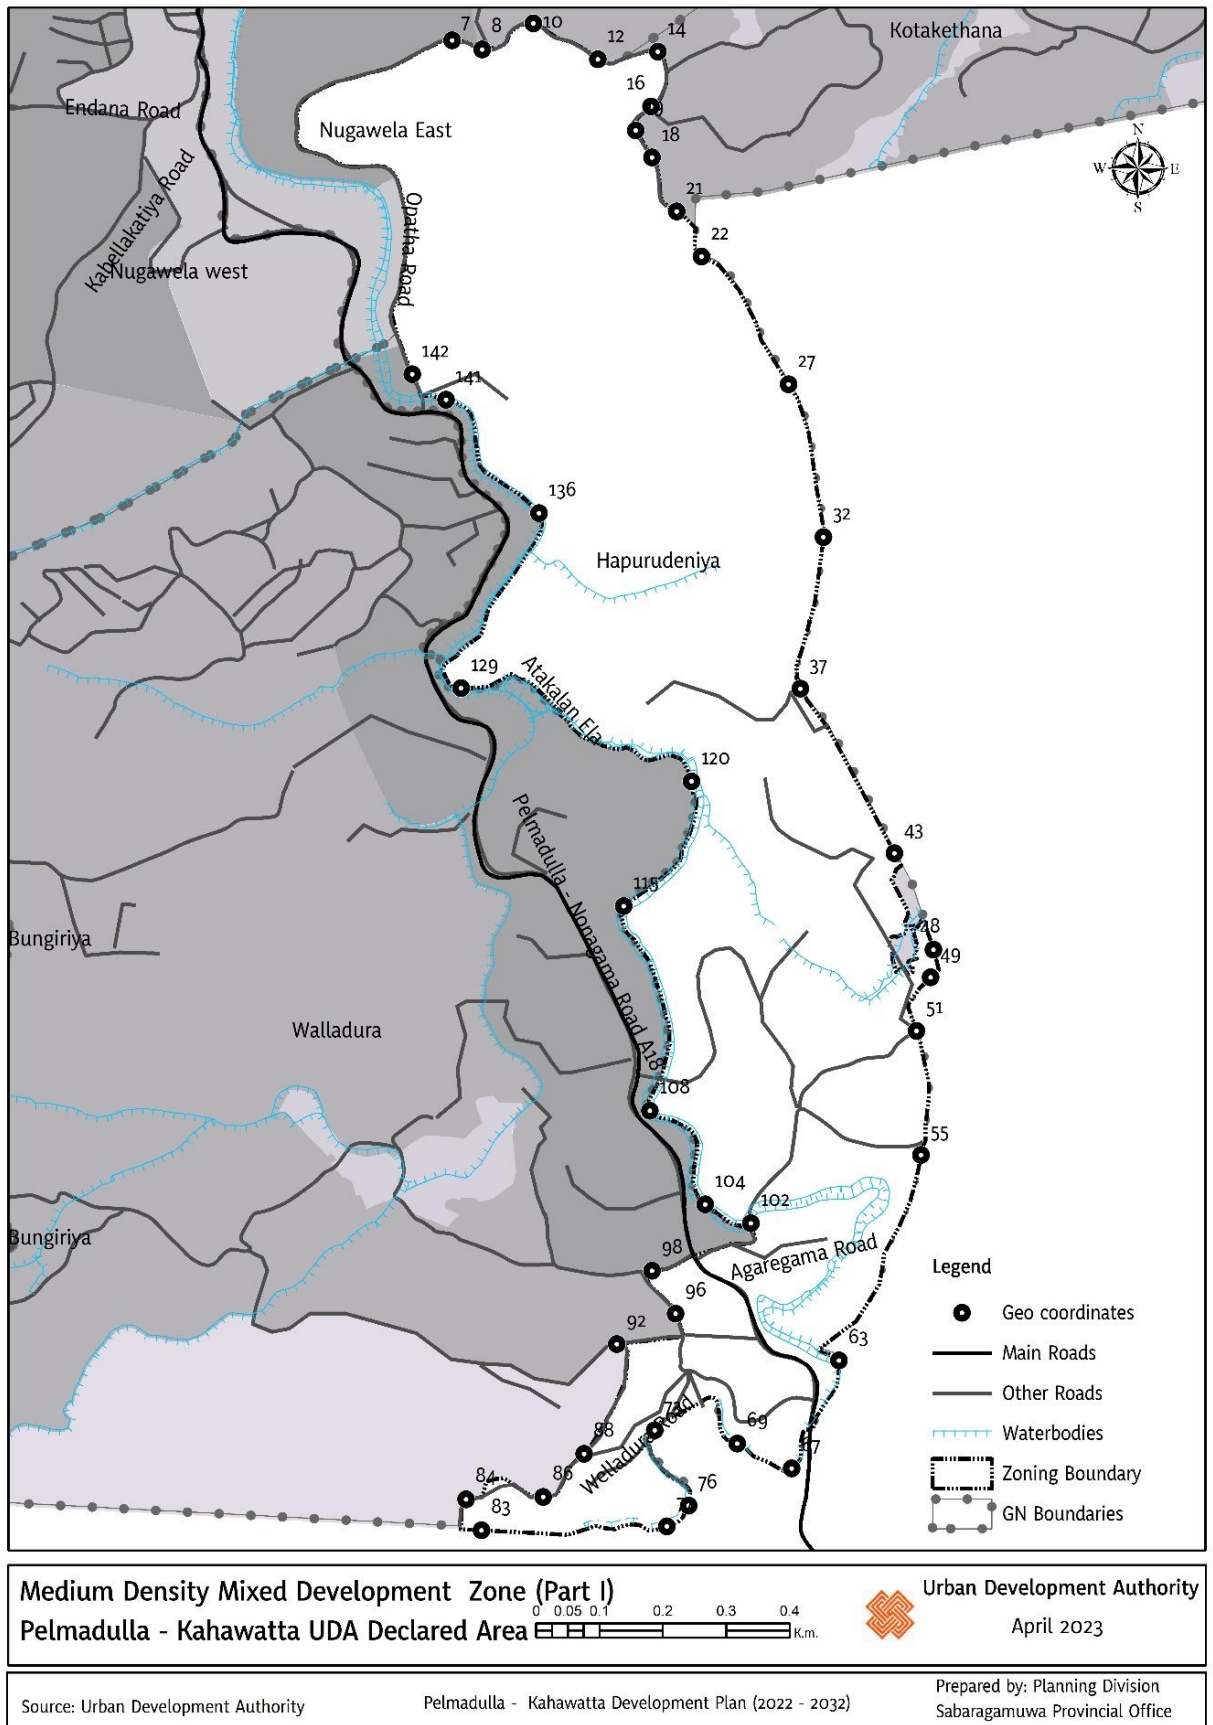 7
8
10
12
14
Kotakethana
16
Endana Road
Nugawela East
18
Kabellakatiya Road
21
Opatha Road
22
Nugawela west
N
W
E
S
142
141
27
136
32
Hapurudeniya
129
37
Atakalan Ela
120
Pelmadulla - Nonagama Road A18
43
115
48
49
Bungiriya
51
Walladura
108
55
104
102
Bungiriya
98
Agaregama Road
96
92
63
88
Welladura Road
69
67
84
86
76
83
Legend
Geo coordinates
Main Roads
Other Roads
Waterbodies
Zoning Boundary
GN Boundaries
Medium Density Mixed Development Zone (Part I)
Pelmadulla - Kahawatta UDA Declared Area
0 0.05 0.1 0.2 0.3 0.4
K.m.
Urban Development Authority
April 2023
Source: Urban Development Authority
Pelmadulla - Kahawatta Development Plan (2022 - 2032)
Prepared by: Planning Division
Sabaragamuwa Provincial Office